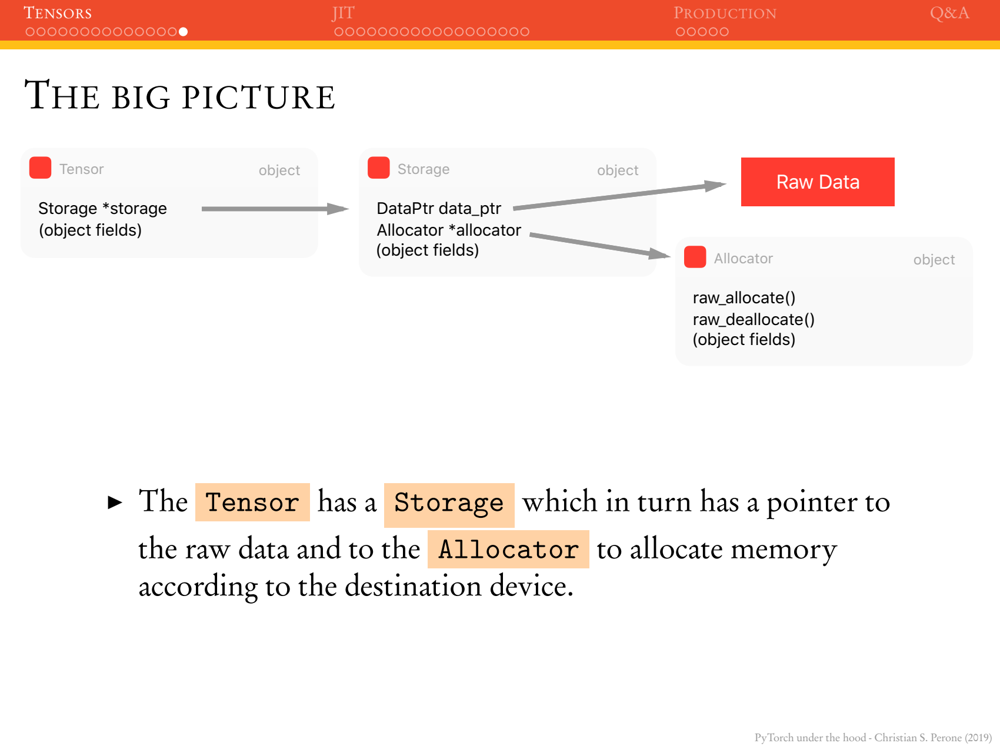 TENSORS
JIT
PRODUCTION
Q&A
THE BIG PICTURE
Tensor object
Storage *storage
(object fields)
Storage object
DataPtr data_ptr
Allocator *allocator
(object fields)
Raw Data
Allocator object
raw_allocate()
raw_deallocate()
(object fields)
► The Tensor has a Storage which in turn has a pointer to
the raw data and to the Allocator to allocate memory
according to the destination device.
PyTorch under the hood - Christian S. Perone (2019)